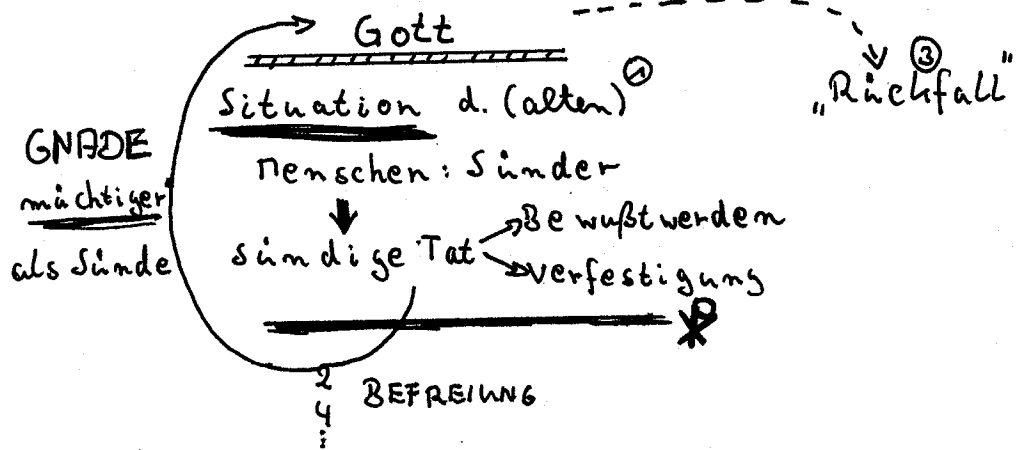 Gott
③
„Rückfall"
Situation d. (alten) ①
Menschen: Sünder
GNADE
mächtiger
als Sünde
sündige Tat
Bewußtwerden
Verfestigung
2
4
⋮
BEFREIUNG